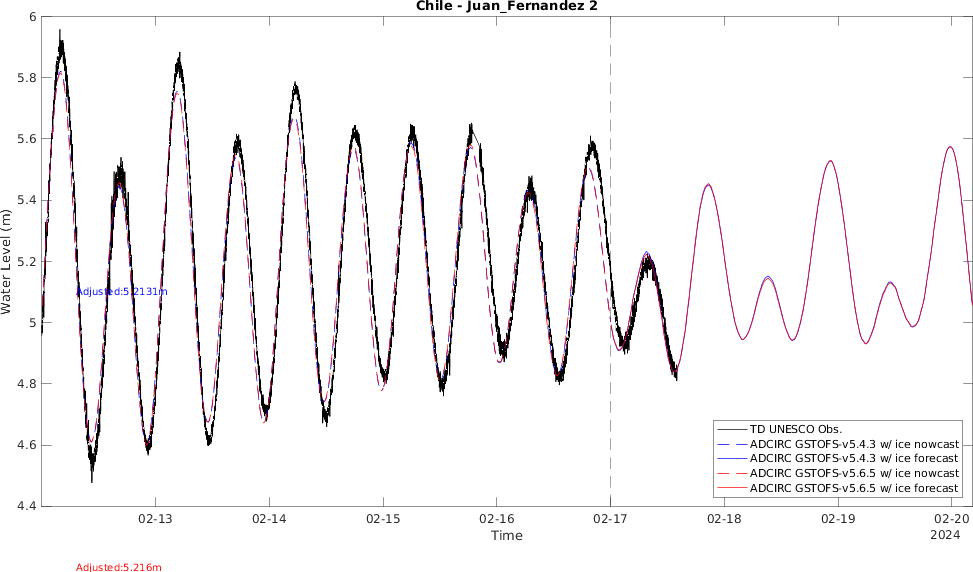 Chile - Juan_Fernandez 2
6
5.8
5.6
5.4
5.2
5
4.8
4.6
4.4
Water Level (m)
Adjusted:5.2131m
TD UNESCO Obs.
ADCIRC GSTOFS-v5.4.3 w/ ice nowcast
ADCIRC GSTOFS-v5.4.3 w/ ice forecast
ADCIRC GSTOFS-v5.6.5 w/ ice nowcast
ADCIRC GSTOFS-v5.6.5 w/ ice forecast
02-13 02-14 02-15 02-16 02-17 02-18 02-19 02-20
Time
2024
Adjusted:5.216m